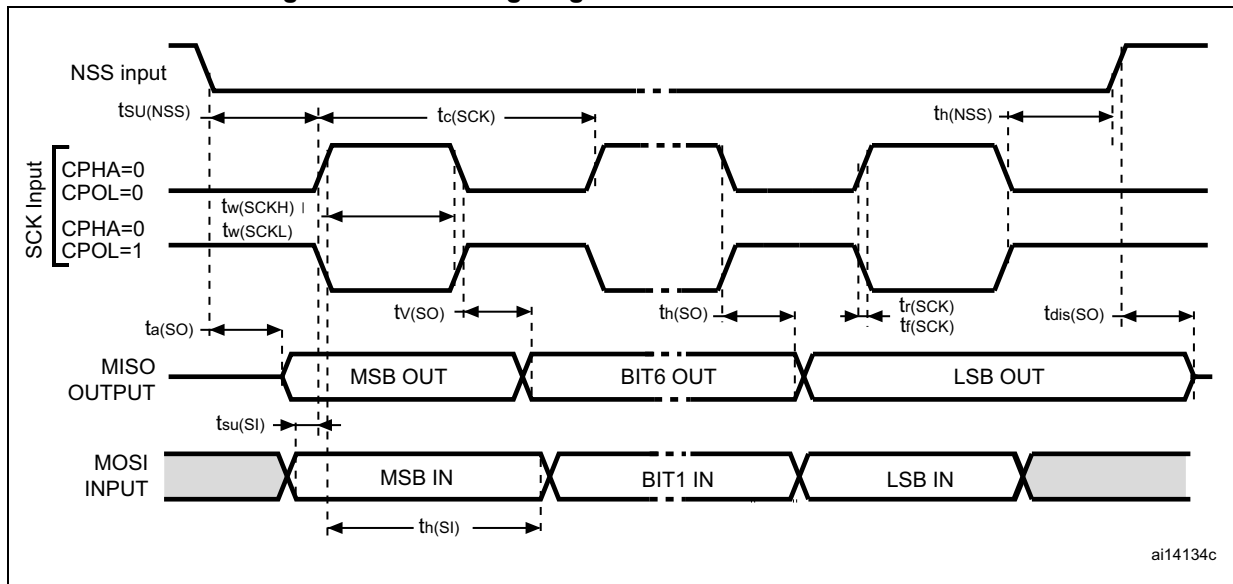 NSS input
tSU(NSS)
tc(SCK)
th(NSS)
SCK Input
CPHA=0
CPOL=0
tw(SCKH)
tw(SCKL)
CPHA=0
CPOL=1
ta(SO)
tV(SO)
th(SO)
tr(SCK)
tf(SCK)
tdis(SO)
MISO
OUTPUT
MSB OUT
BIT6 OUT
LSB OUT
tsu(SI)
MOSI
INPUT
MSB IN
BIT1 IN
LSB IN
th(SI)
ai14134c